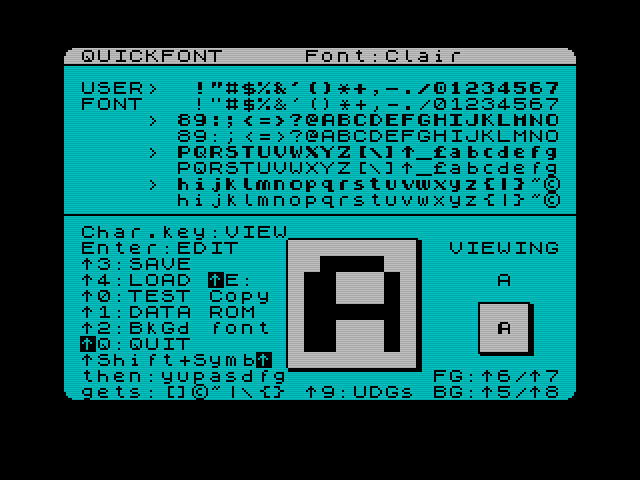 QUICKFONT Font:Clair
USER> !"#$%&´()*+,-./01234567
FONT !"#$%&´()*+,-./01234567
> 89:;<=>?@ABCDEFGHIJKLMNO
89:;<=>?@ABCDEFGHIJKLMNO
> PQRSTUVWXYZ[\]↑_£abcdefg
PQRSTUVWXYZ[\]↑_£abcdefg
> hijklmnopqrstuvwxyz{|}~©
hijklmnopqrstuvwxyz{|}~©
Char.key:VIEW
Enter:EDIT VIEWING
↑3:SAVE
↑4:LOAD ↑E: A
↑0:TEST Copy
↑1:DATA ROM
↑2:BkGd font A A
↑Q:QUIT
↑Shift+Symb↑
then:yupasdfg FG:↑6/↑7
gets:[]©~|\{} ↑9:UDGs BG:↑5/↑8